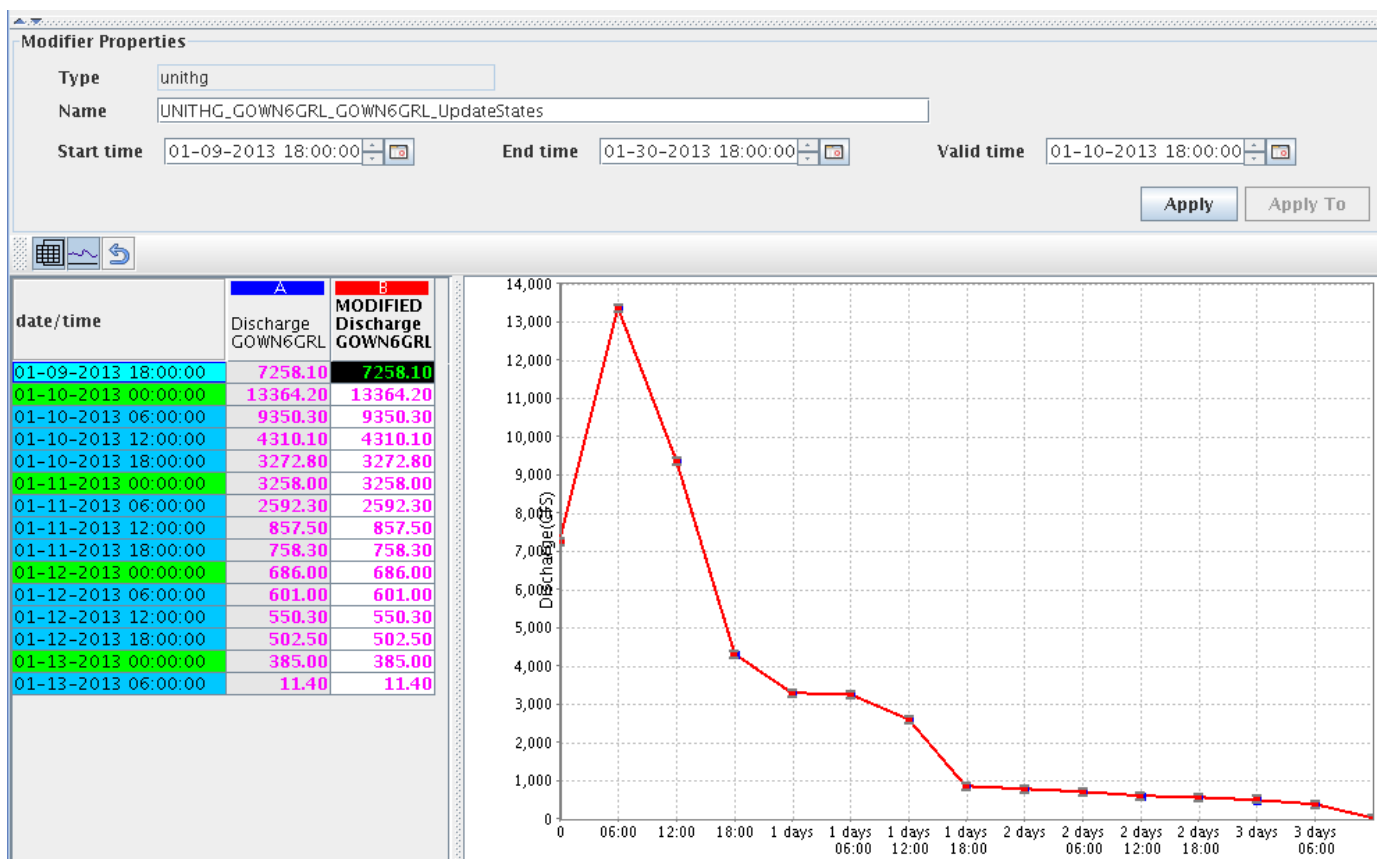 Modifier Properties
Type unithg
Name UNITHG_GOWN6GRL_GOWN6GRL_UpdateStates
Start time 01-09-2013 18:00:00 End time 01-30-2013 18:00:00 Valid time 01-10-2013 18:00:00
Apply Apply To
A B
date/time Discharge GOWN6GRL MODIFIED Discharge GOWN6GRL
01-09-2013 18:00:00 7258.10 7258.10
01-10-2013 00:00:00 13364.20 13364.20
01-10-2013 06:00:00 9350.30 9350.30
01-10-2013 12:00:00 4310.10 4310.10
01-10-2013 18:00:00 3272.80 3272.80
01-11-2013 00:00:00 3258.00 3258.00
01-11-2013 06:00:00 2592.30 2592.30
01-11-2013 12:00:00 857.50 857.50
01-11-2013 18:00:00 758.30 758.30
01-12-2013 00:00:00 686.00 686.00
01-12-2013 06:00:00 601.00 601.00
01-12-2013 12:00:00 550.30 550.30
01-12-2013 18:00:00 502.50 502.50
01-13-2013 00:00:00 385.00 385.00
01-13-2013 06:00:00 11.40 11.40
Discharge(CFS)
14,000
13,000
12,000
11,000
10,000
9,000
8,000
7,000
6,000
5,000
4,000
3,000
2,000
1,000
0
0 06:00 12:00 18:00 1 days 1 days 1 days 1 days 2 days 2 days 2 days 2 days 3 days 3 days
06:00 12:00 18:00 06:00 12:00 18:00 06:00